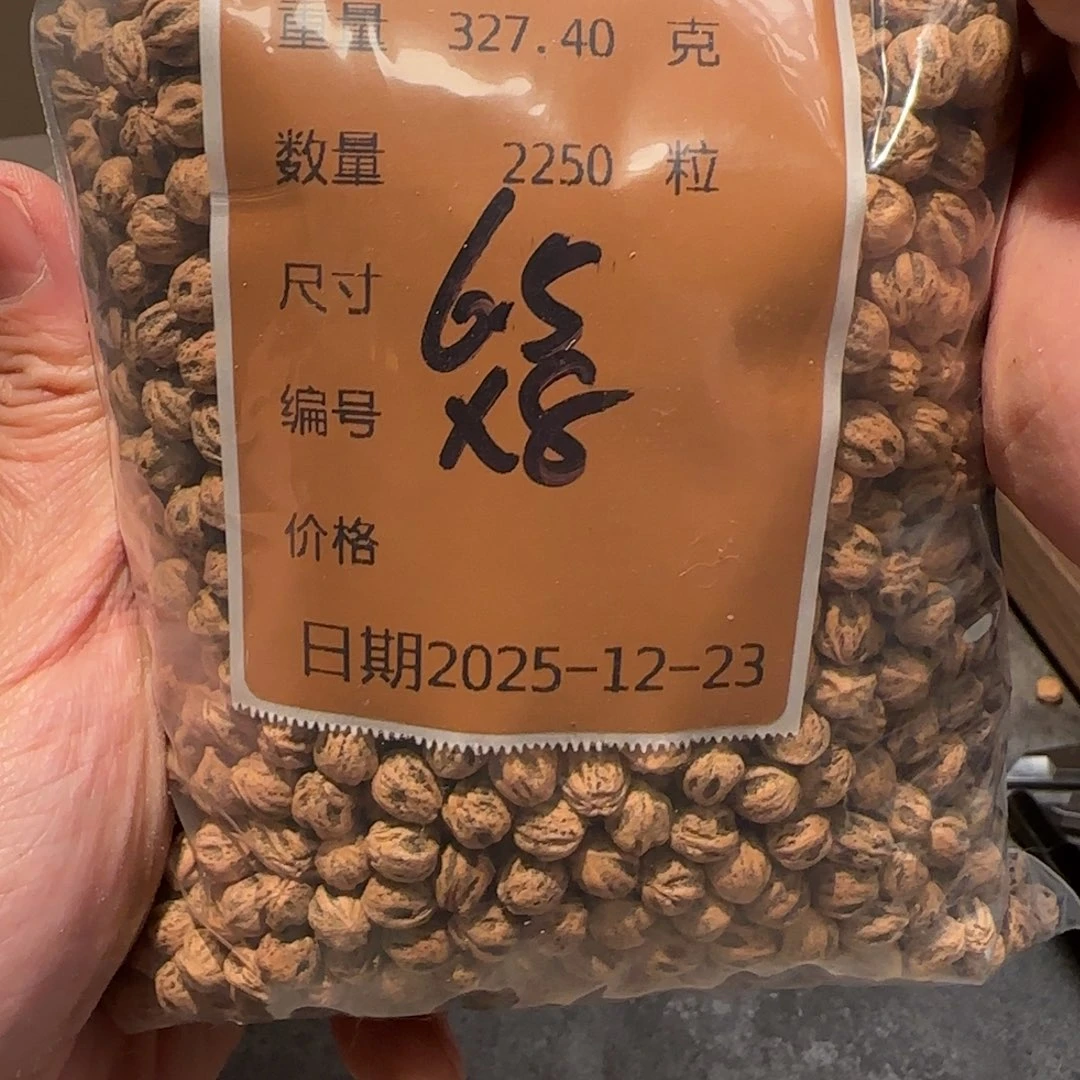 重量 327.40 克
数量 2250 粒
尺寸 65
编号 x8
价格
日期2025-12-23